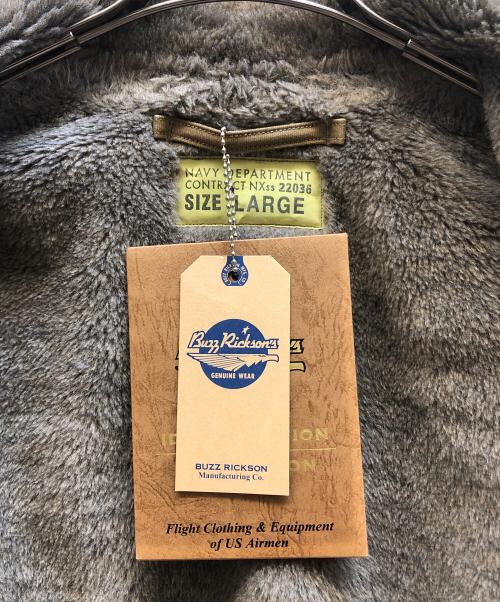 NAVY DEPARTMENT
CONTRACT NXss 22036
SIZE LARGE
Buzz Rickson's
GENUINE WEAR
BUZZ RICKSON
Manufacturing Co.
Flight Clothing & Equipment
of US Airmen